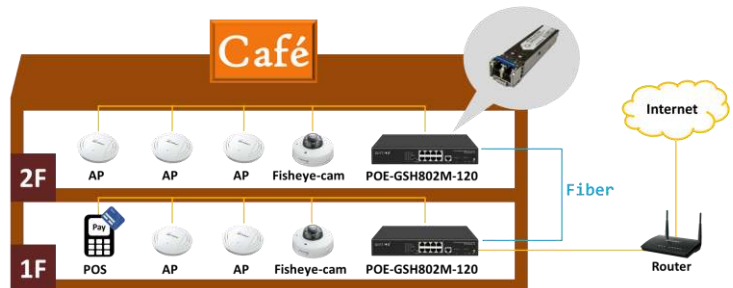 Café
Internet
2F
AP
AP
AP
Fisheye-cam
POE-GSH802M-120
Fiber
1F
Pay
POS
AP
AP
Fisheye-cam
POE-GSH802M-120
Router